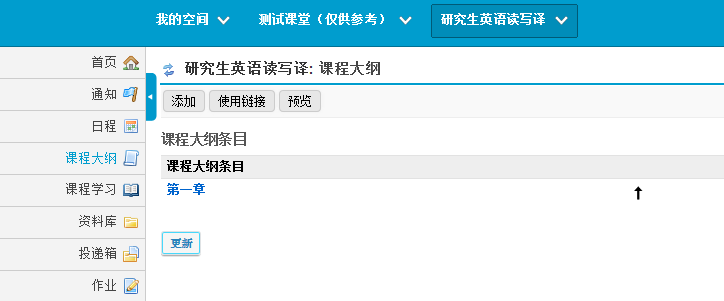 我的空间 测试课堂（仅供参考） 研究生英语读写译
首页
通知
日程
课程大纲
课程学习
资料库
投递箱
作业
研究生英语读写译: 课程大纲
添加 使用链接 预览
课程大纲条目
课程大纲条目
第一章
更新